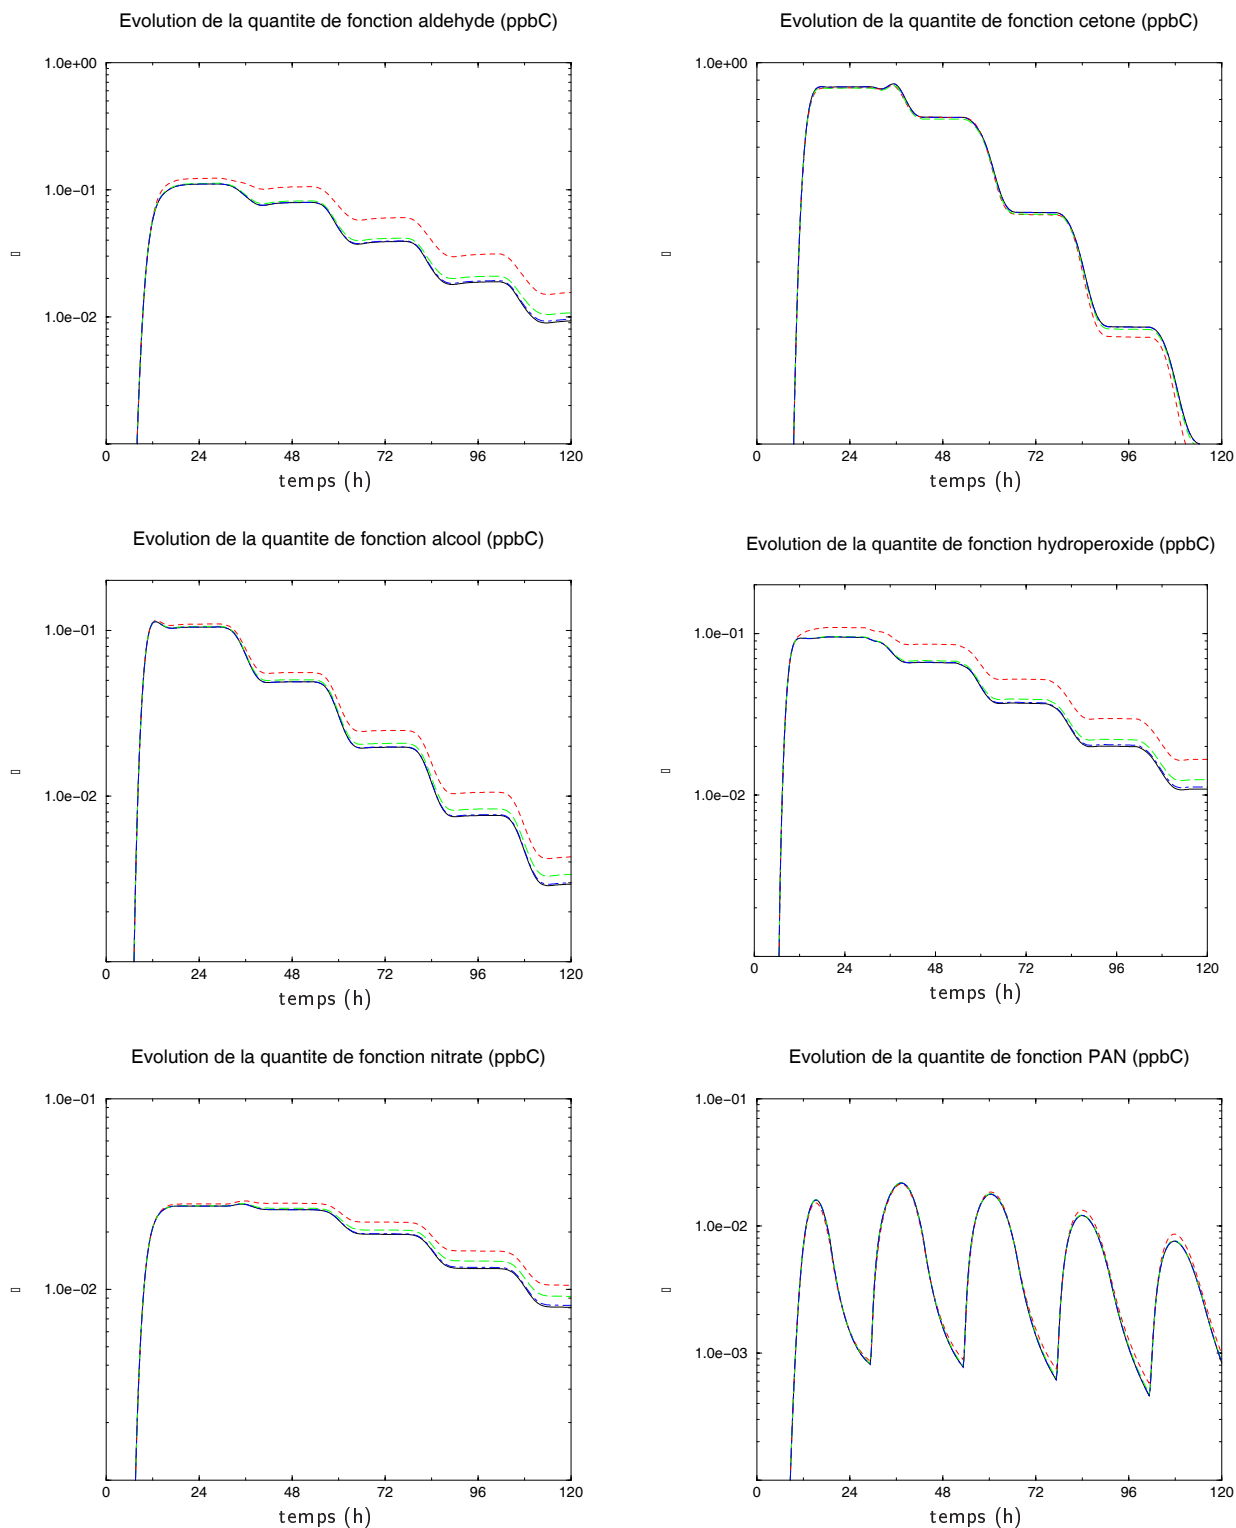 Evolution de la quantite de fonction aldehyde (ppbC)
1.0e+00
1.0e−01
1.0e−02
0 24 48 72 96 120
temps (h)
Evolution de la quantite de fonction cetone (ppbC)
1.0e+00
0 24 48 72 96 120
temps (h)
Evolution de la quantite de fonction alcool (ppbC)
1.0e−01
1.0e−02
0 24 48 72 96 120
temps (h)
Evolution de la quantite de fonction hydroperoxide (ppbC)
1.0e−01
1.0e−02
0 24 48 72 96 120
temps (h)
Evolution de la quantite de fonction nitrate (ppbC)
1.0e−01
1.0e−02
0 24 48 72 96 120
temps (h)
Evolution de la quantite de fonction PAN (ppbC)
1.0e−01
1.0e−02
1.0e−03
0 24 48 72 96 120
temps (h)